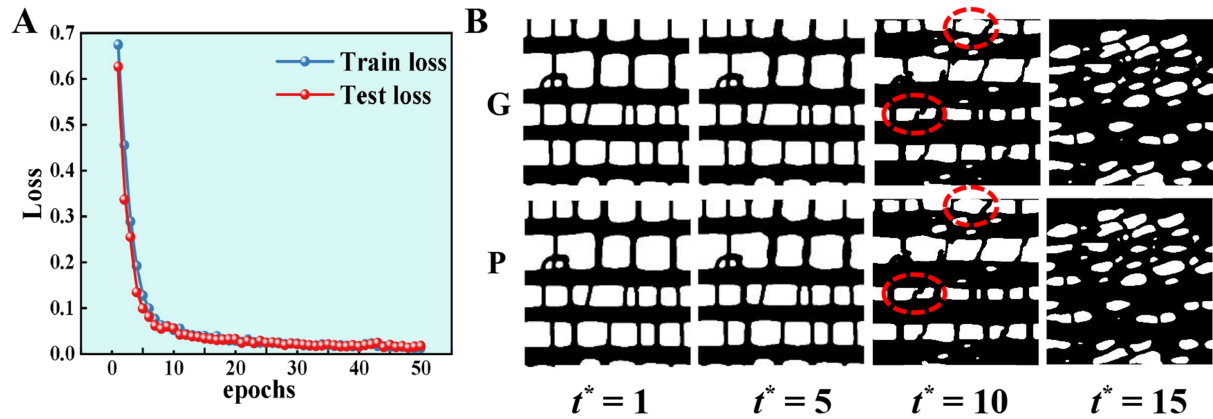 A
0.7
0.6
0.5
0.4
0.3
0.2
0.1
0.0
Loss
Train loss
Test loss
0 10 20 30 40 50
epochs
B
G
P
t* = 1 t* = 5 t* = 10 t* = 15